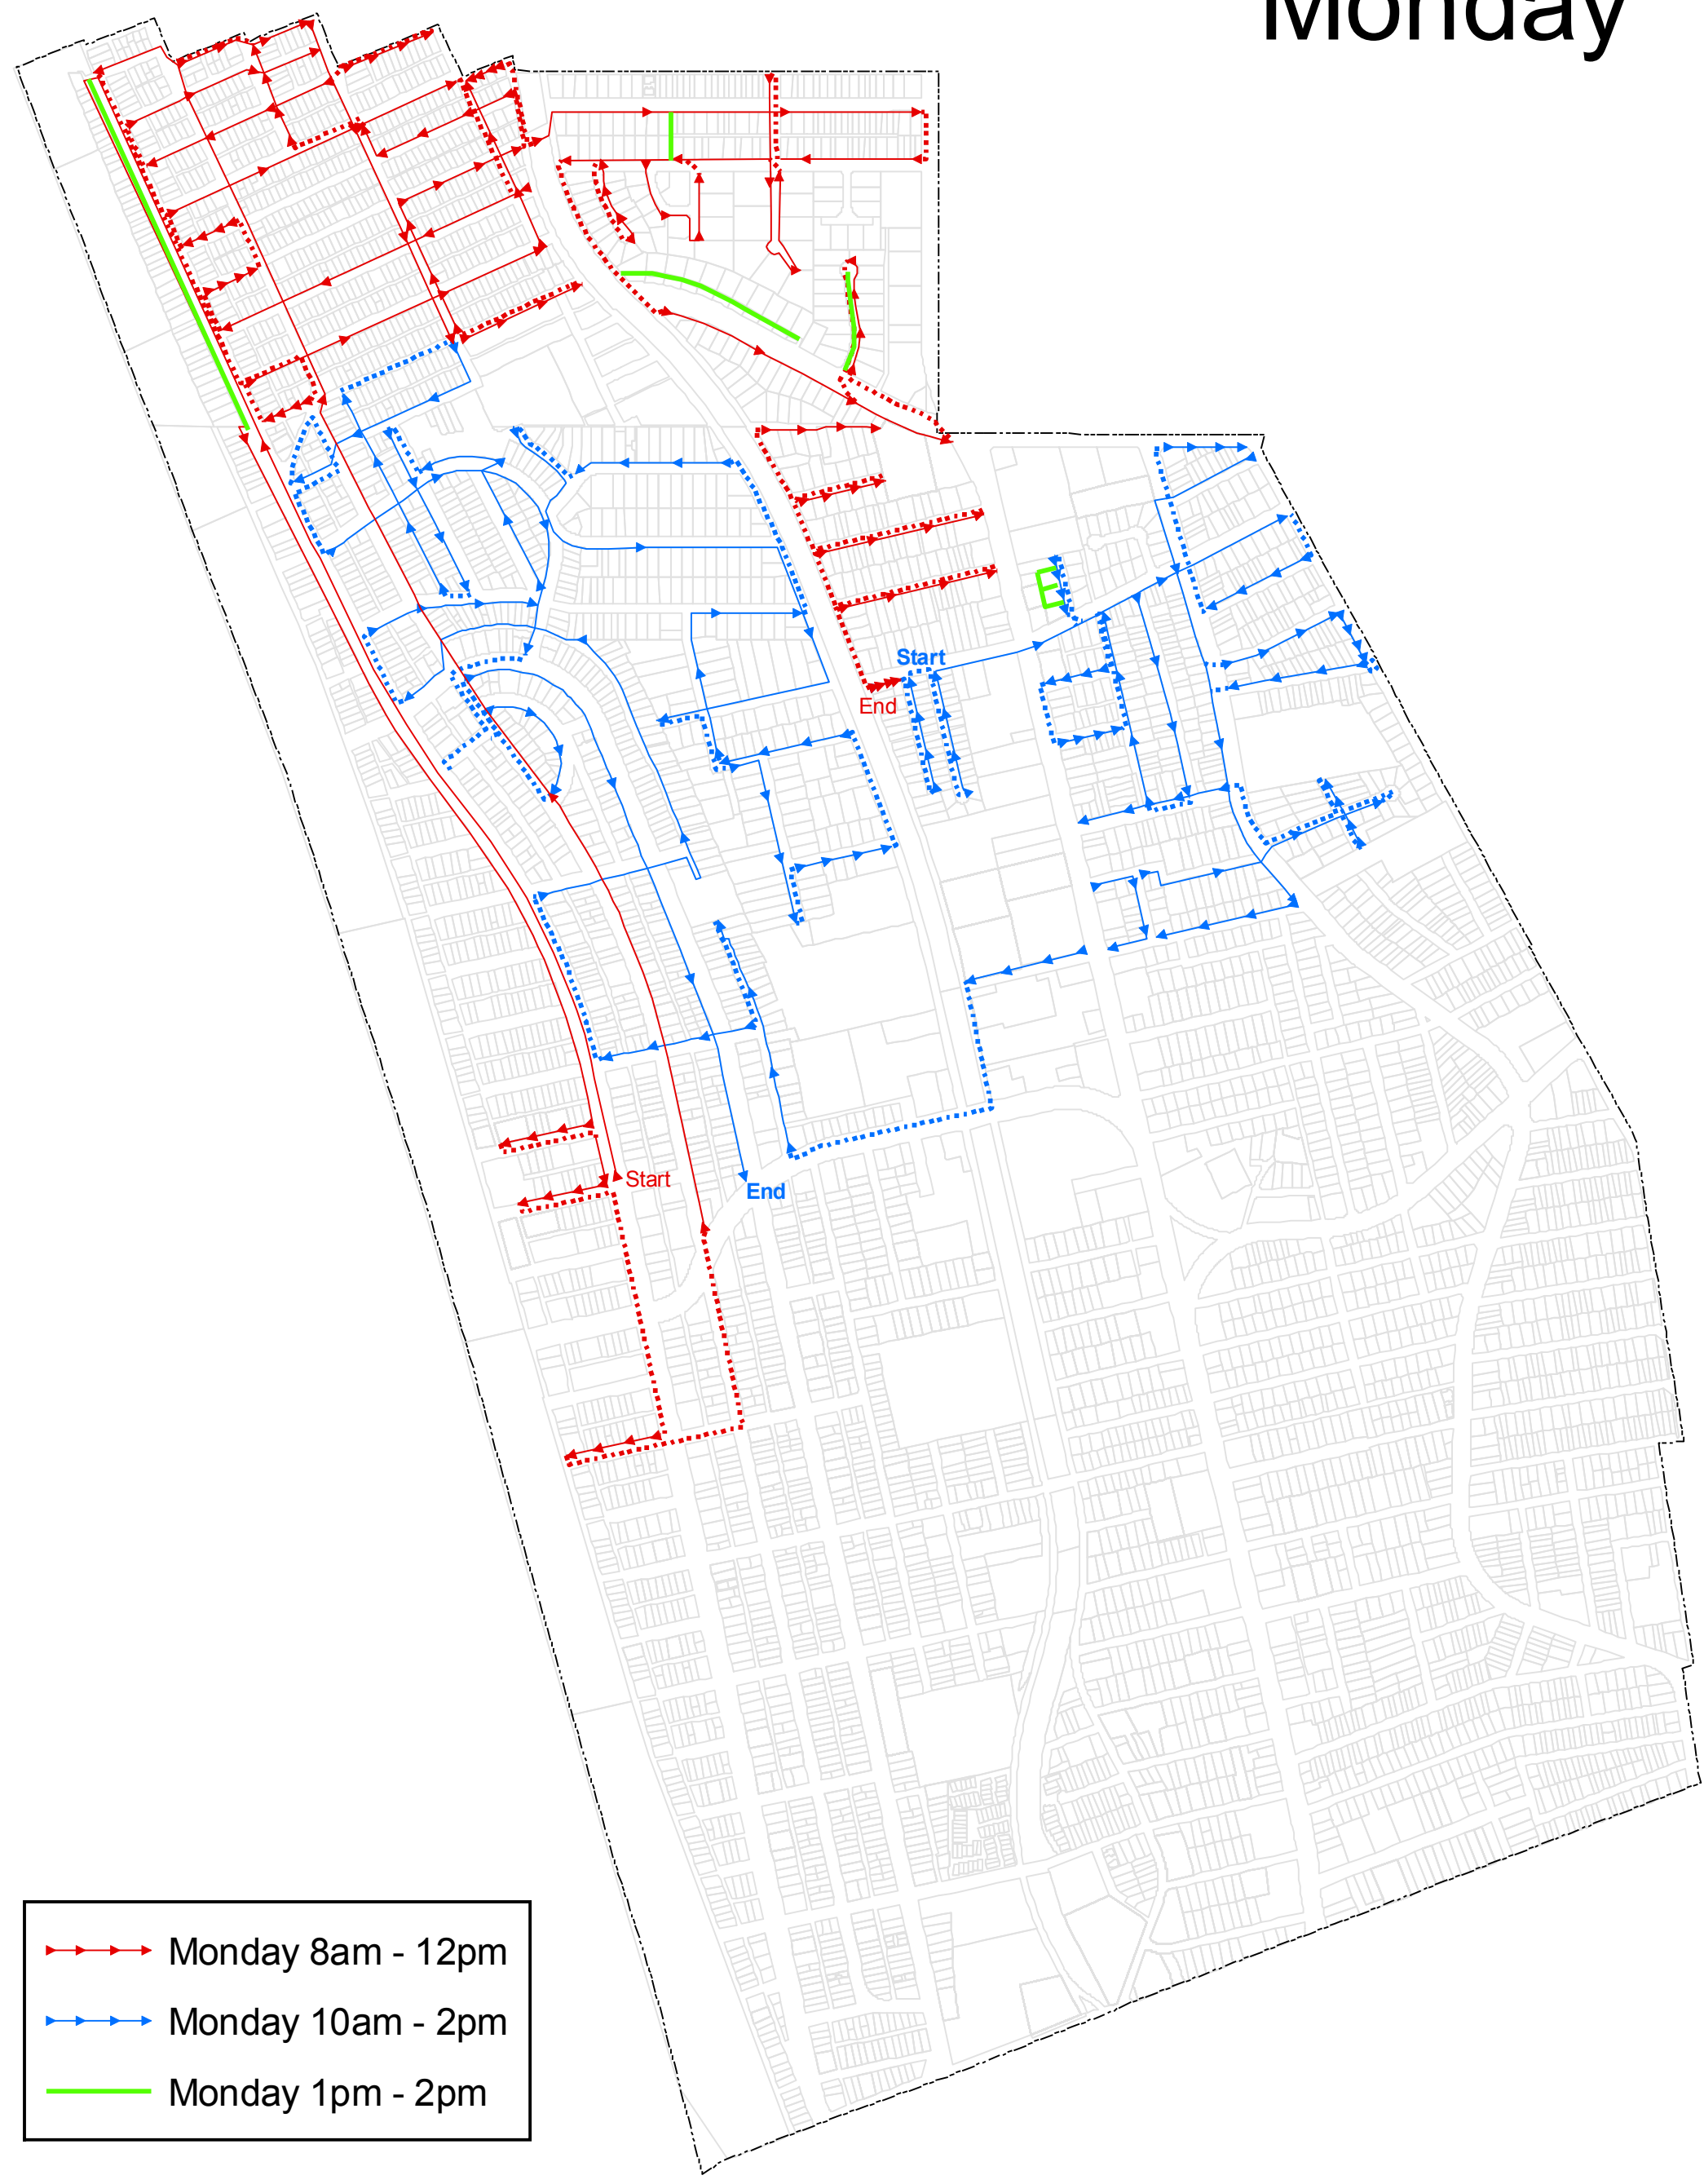 Monday
Start
End
Start
End
Monday 8am - 12pm
Monday 10am - 2pm
Monday 1pm - 2pm